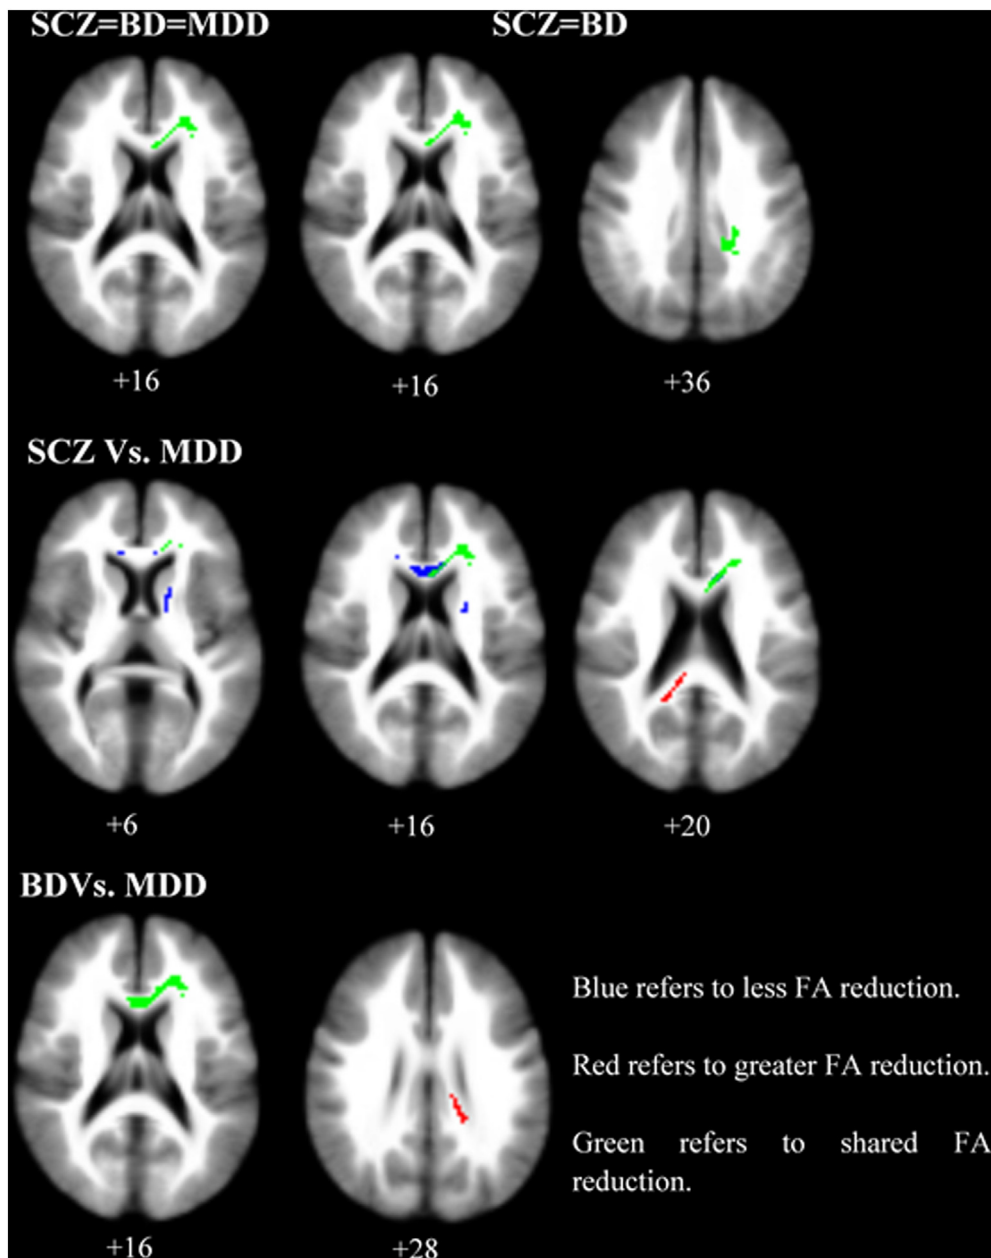 SCZ=BD=MDD
SCZ=BD
+16
+16
+36
SCZ Vs. MDD
+6
+16
+20
BDVs. MDD
Blue refers to less FA reduction.
Red refers to greater FA reduction.
Green refers to shared FA
reduction.
+16
+28